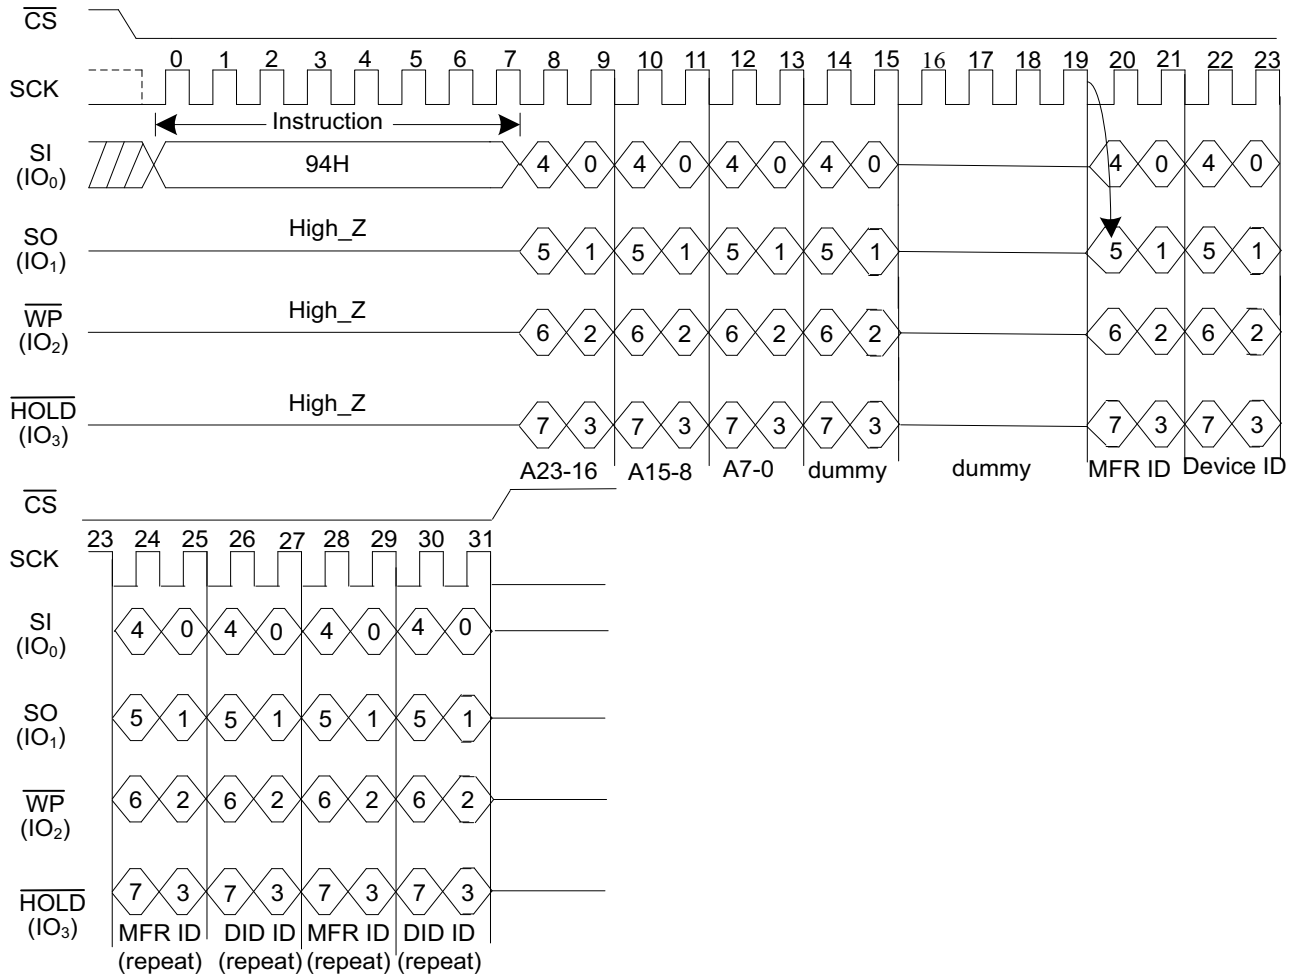 CS
0 1 2 3 4 5 6 7 8 9 10 11 12 13 14 15 16 17 18 19 20 21 22 23
SCK
Instruction
SI
(IO0)
94H
4 0 4 0 4 0 4 0 4 0 4 0
SO
(IO1)
High_Z
5 1 5 1 5 1 5 1 5 1 5 1
WP
(IO2)
High_Z
6 2 6 2 6 2 6 2 6 2 6 2
HOLD
(IO3)
High_Z
7 3 7 3 7 3 7 3 7 3 7 3
A23-16 A15-8 A7-0 dummy dummy MFR ID Device ID
CS
23 24 25 26 27 28 29 30 31
SCK
SI
(IO0)
4 0 4 0 4 0 4 0
SO
(IO1)
5 1 5 1 5 1 5 1
WP
(IO2)
6 2 6 2 6 2 6 2
HOLD
(IO3)
7 3 7 3 7 3 7 3
MFR ID DID ID MFR ID DID ID
(repeat) (repeat) (repeat) (repeat)